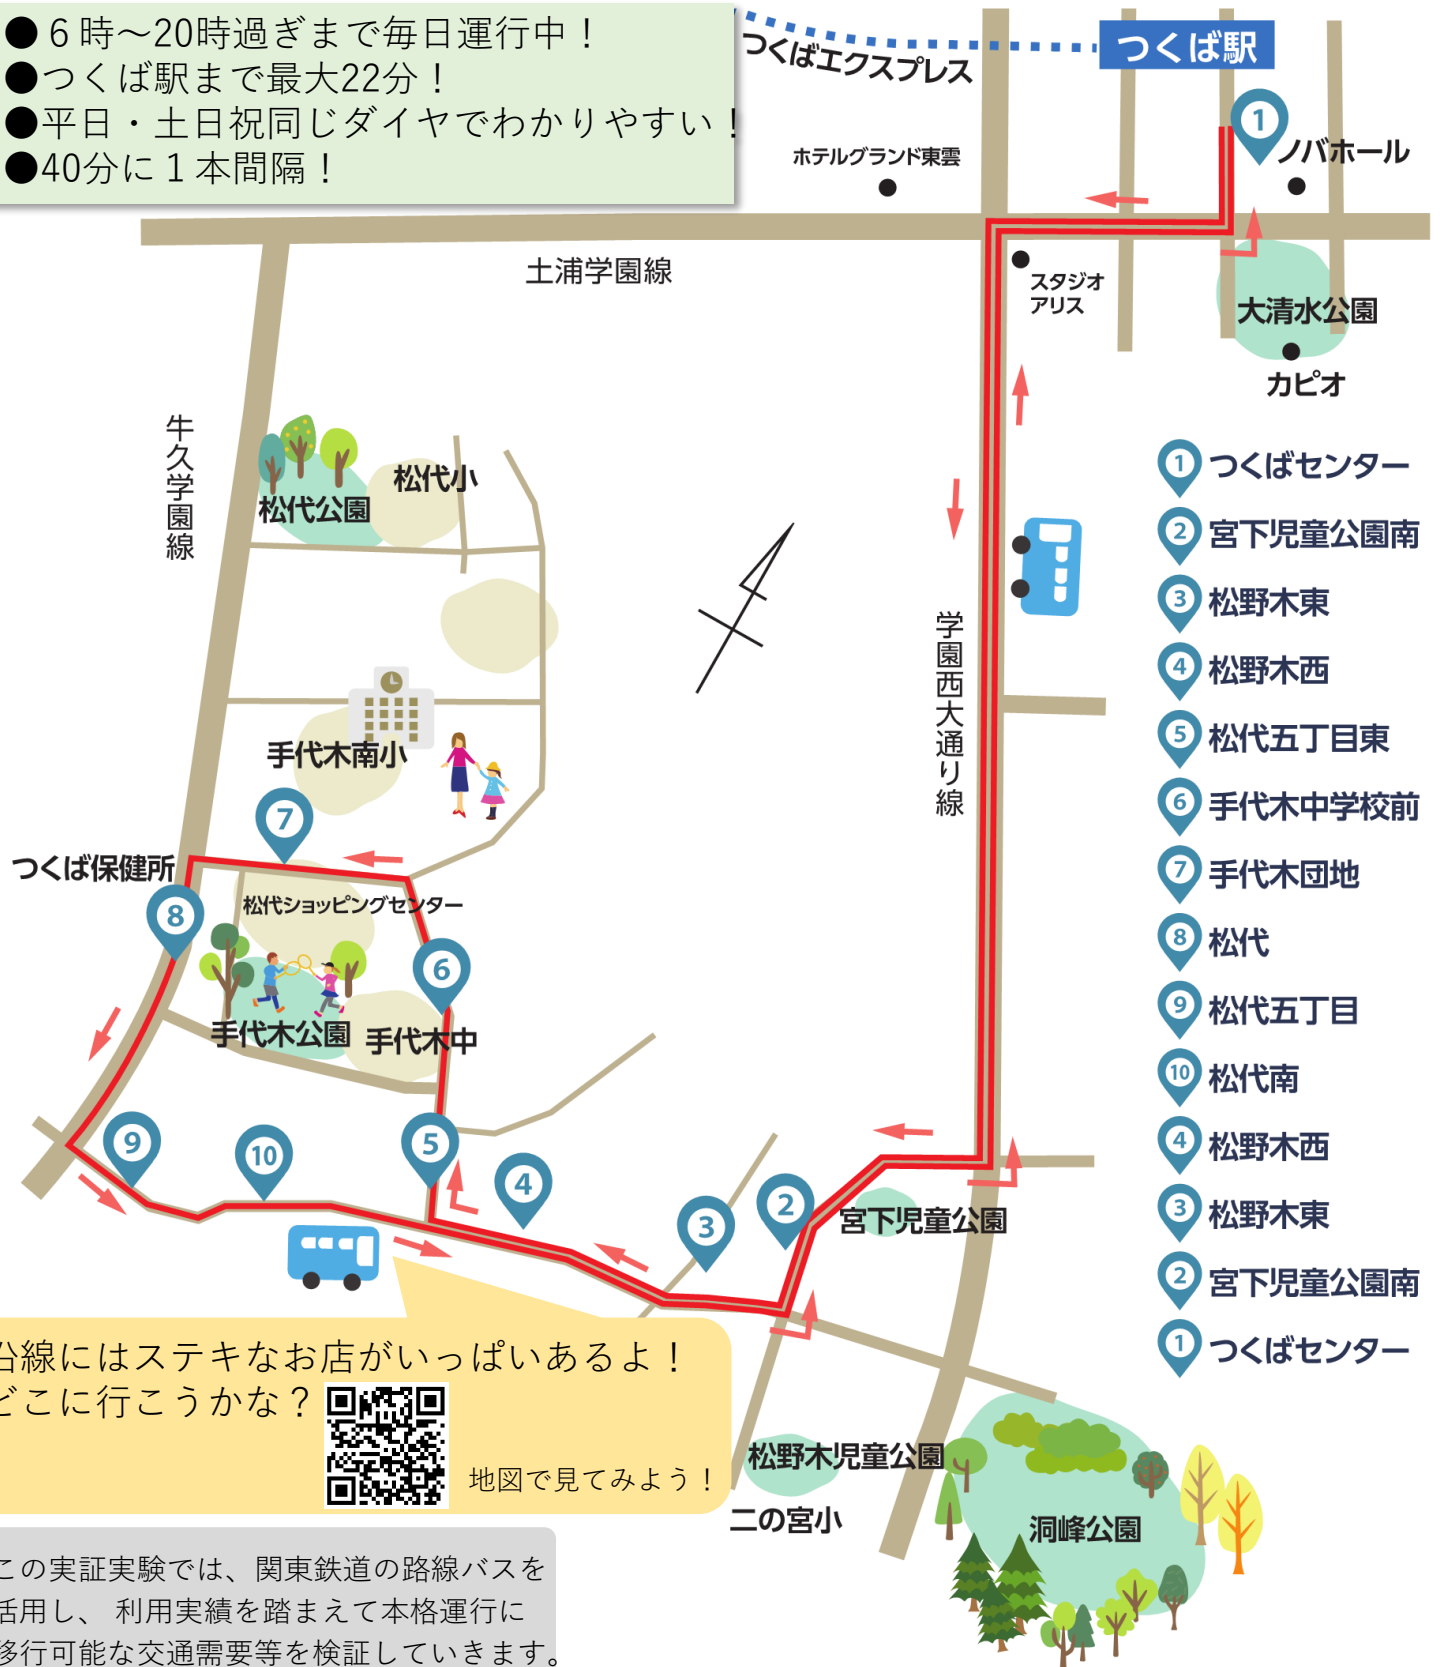 ●６時～20時過ぎまで毎日運行中！
●つくば駅まで最大22分！
●平日・土日祝同じダイヤでわかりやすい！
●40分に１本間隔！
つくばエクスプレス
つくば駅
1
ノバホール
ホテルグランド東雲
土浦学園線
スタジオ
アリス
大清水公園
カピオ
牛久学園線
松代公園
松代小
学園西大通り線
手代木南小
7
つくば保健所
8
松代ショッピングセンター
6
手代木公園
手代木中
9
10
5
4
3
2
宮下児童公園
1 つくばセンター
2 宮下児童公園南
3 松野木東
4 松野木西
5 松代五丁目東
6 手代木中学校前
7 手代木団地
8 松代
9 松代五丁目
10 松代南
4 松野木西
3 松野木東
2 宮下児童公園南
1 つくばセンター
沿線にはステキなお店がいっぱいあるよ！
どこに行こうかな？
地図で見てみよう！
松野木児童公園
二の宮小
洞峰公園
この実証実験では、関東鉄道の路線バスを
活用し、 利用実績を踏まえて本格運行に
移行可能な交通需要等を検証していきます。